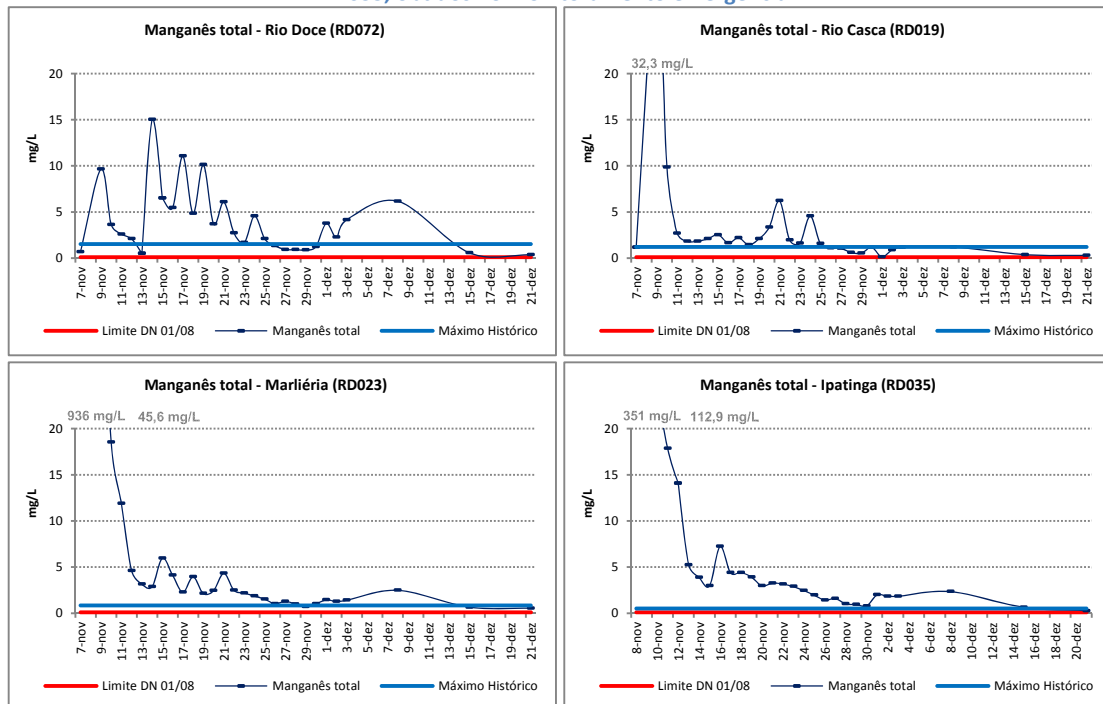 Manganês total - Rio Doce (RD072)
20
15
10
5
0
mg/L
7-nov
9-nov
11-nov
13-nov
15-nov
17-nov
19-nov
21-nov
23-nov
25-nov
27-nov
29-nov
1-dez
3-dez
5-dez
7-dez
9-dez
11-dez
13-dez
15-dez
17-dez
19-dez
21-dez
Limite DN 01/08 Manganês total Máximo Histórico
Manganês total - Rio Casca (RD019)
32,3 mg/L
20
15
10
5
0
mg/L
7-nov
9-nov
11-nov
13-nov
15-nov
17-nov
19-nov
21-nov
23-nov
25-nov
27-nov
29-nov
1-dez
3-dez
5-dez
7-dez
9-dez
11-dez
13-dez
15-dez
17-dez
19-dez
21-dez
Limite DN 01/08 Manganês total Máximo Histórico
Manganês total - Marliéria (RD023)
936 mg/L 45,6 mg/L
20
15
10
5
0
mg/L
7-nov
9-nov
11-nov
13-nov
15-nov
17-nov
19-nov
21-nov
23-nov
25-nov
27-nov
29-nov
1-dez
3-dez
5-dez
7-dez
9-dez
11-dez
13-dez
15-dez
17-dez
19-dez
21-dez
Limite DN 01/08 Manganês total Máximo Histórico
Manganês total - Ipatinga (RD035)
351 mg/L 112,9 mg/L
20
15
10
5
0
mg/L
8-nov
10-nov
12-nov
14-nov
16-nov
18-nov
20-nov
22-nov
24-nov
26-nov
28-nov
30-nov
2-dez
4-dez
6-dez
8-dez
10-dez
12-dez
14-dez
16-dez
18-dez
20-dez
Limite DN 01/08 Manganês total Máximo Histórico